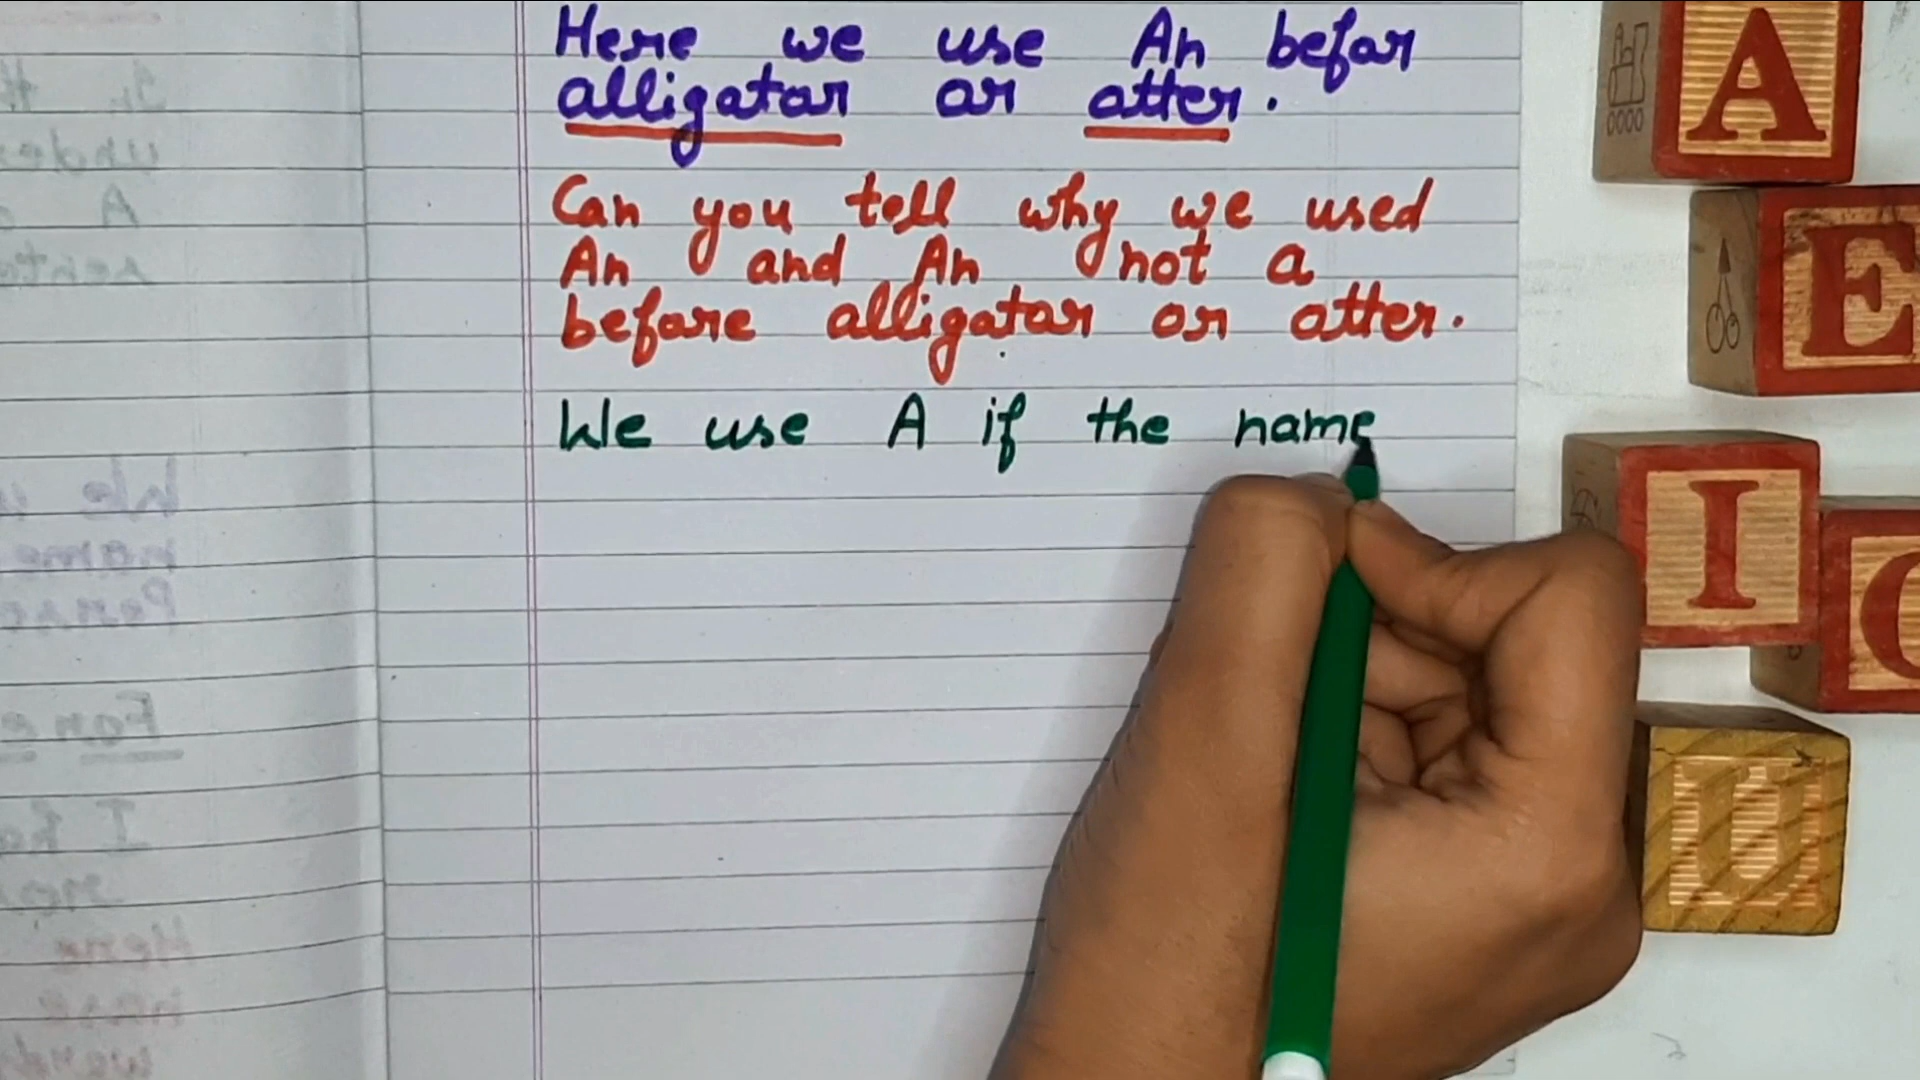 Here we use An befor
alligator or otter.
Can you tell why we used
An and An not a
before alligator or otter.
We use A if the name
A
E
I
O
U